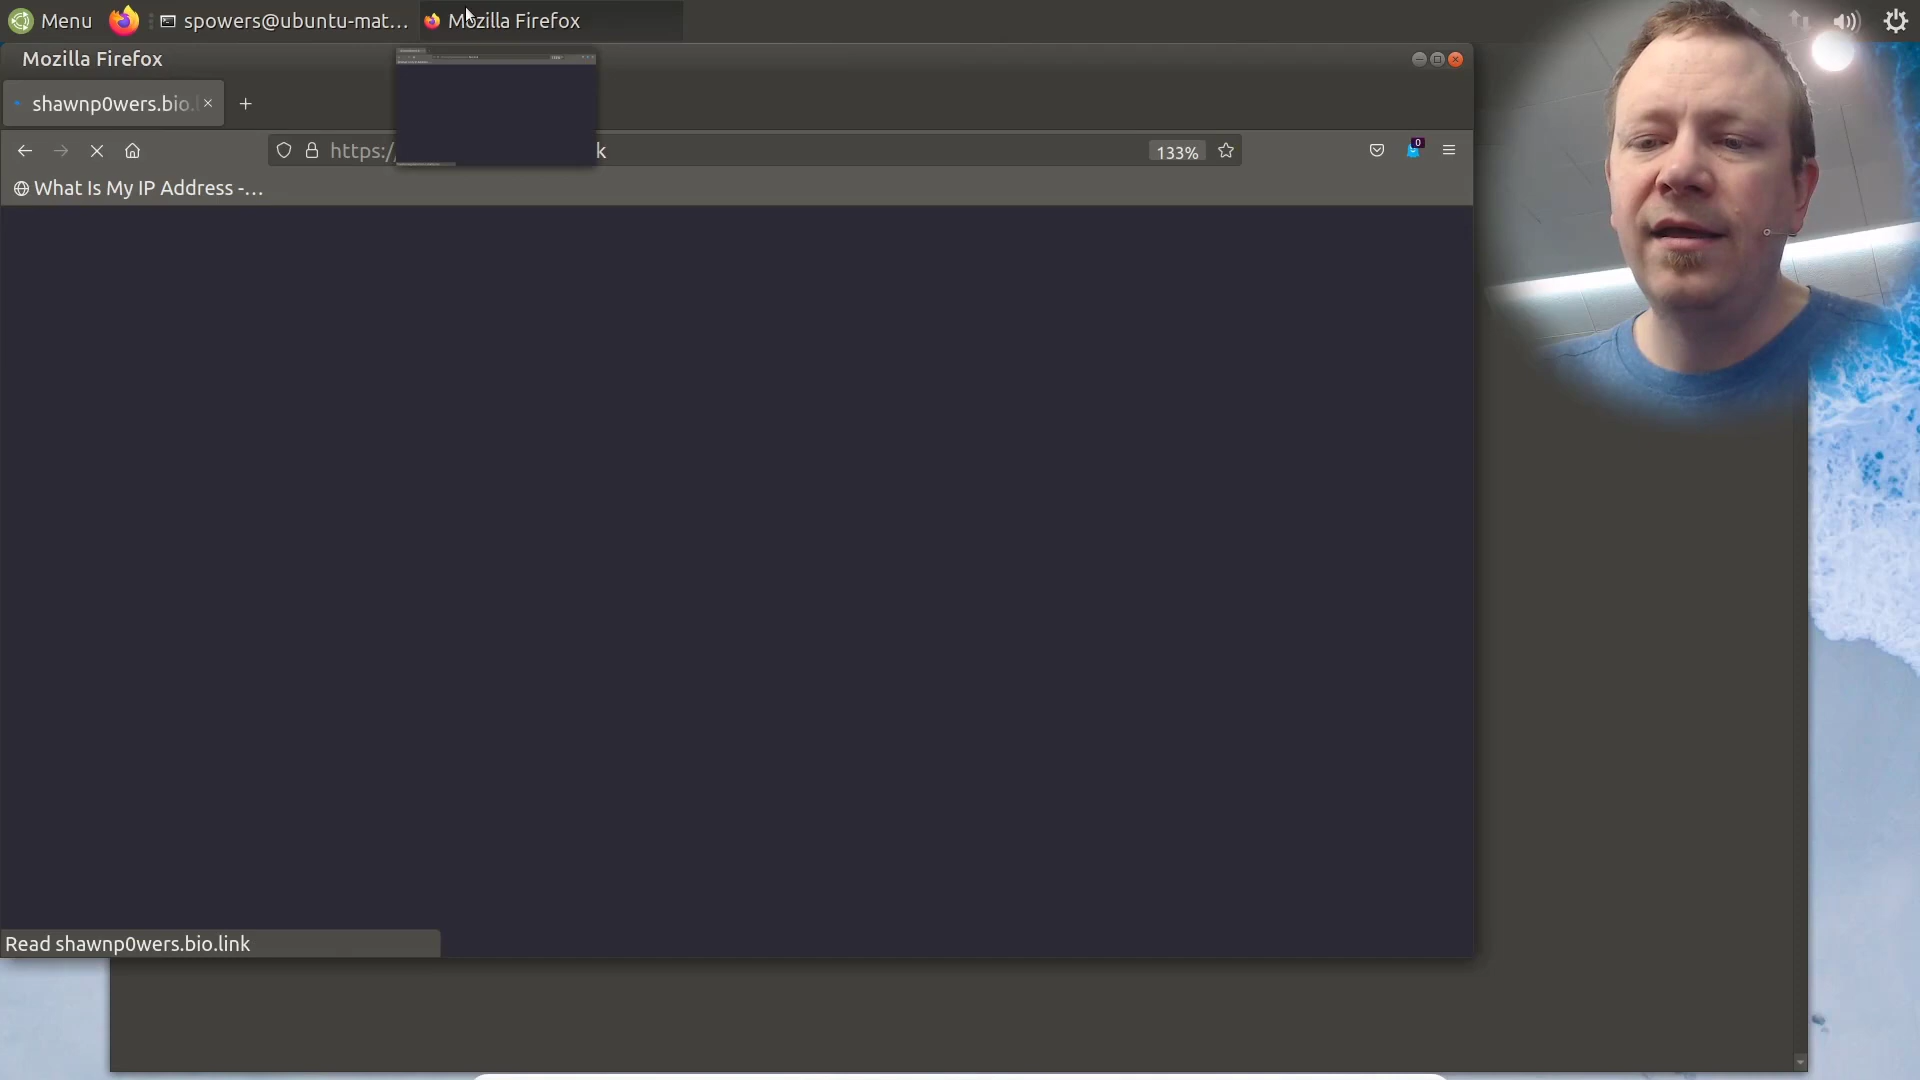 Menu
spowers@ubuntu-mat...
Mozilla Firefox
Mozilla Firefox
shawnp0wers.bio.
https:/
k
133%
0
What Is My IP Address -...
Read shawnp0wers.bio.link